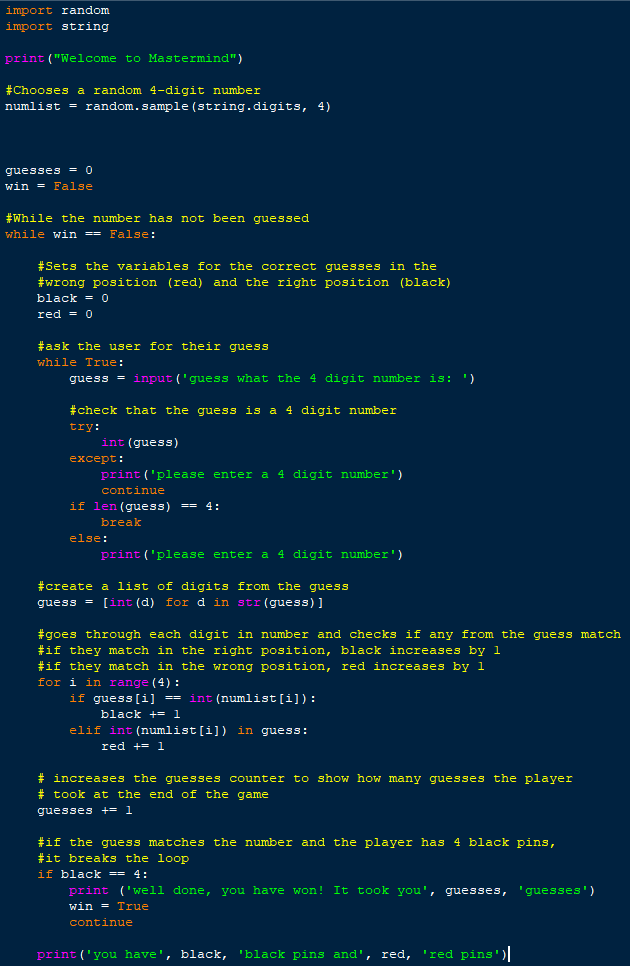 import random
import string
print("Welcome to Mastermind")
#Chooses a random 4-digit number
numlist = random.sample(string.digits, 4)
guesses = 0
win = False
#While the number has not been guessed
while win == False:
    #Sets the variables for the correct guesses in the
    #wrong position (red) and the right position (black)
    black = 0
    red = 0
    #ask the user for their guess
    while True:
        guess = input('guess what the 4 digit number is: ')
        #check that the guess is a 4 digit number
        try:
            int(guess)
        except:
            print('please enter a 4 digit number')
            continue
        if len(guess) == 4:
            break
        else:
            print('please enter a 4 digit number')
    #create a list of digits from the guess
    guess = [int(d) for d in str(guess)]
    #goes through each digit in number and checks if any from the guess match
    #if they match in the right position, black increases by 1
    #if they match in the wrong position, red increases by 1
    for i in range(4):
        if guess[i] == int(numlist[i]):
            black += 1
        elif int(numlist[i]) in guess:
            red += 1
    # increases the guesses counter to show how many guesses the player
    # took at the end of the game
    guesses += 1
    #if the guess matches the number and the player has 4 black pins,
    #it breaks the loop
    if black == 4:
        print ('well done, you have won! It took you', guesses, 'guesses')
        win = True
        continue
    print('you have', black, 'black pins and', red, 'red pins')